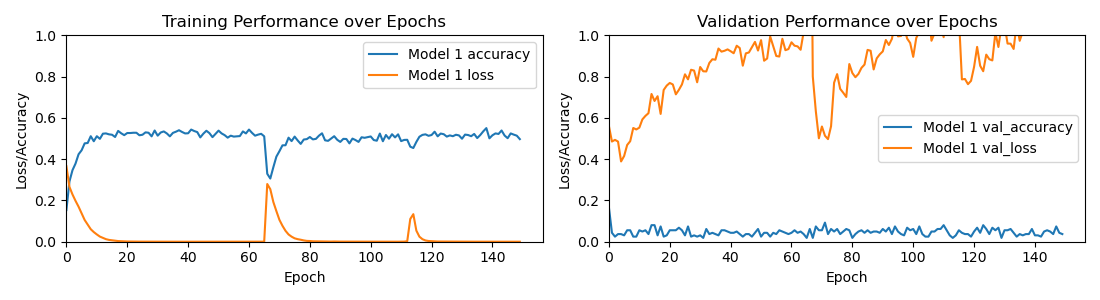 Training Performance over Epochs
Loss/Accuracy
1.0
0.8
0.6
0.4
0.2
0.0
Model 1 accuracy
Model 1 loss
0 20 40 60 80 100 120 140
Epoch
Validation Performance over Epochs
Loss/Accuracy
1.0
0.8
0.6
0.4
0.2
0.0
Model 1 val_accuracy
Model 1 val_loss
0 20 40 60 80 100 120 140
Epoch